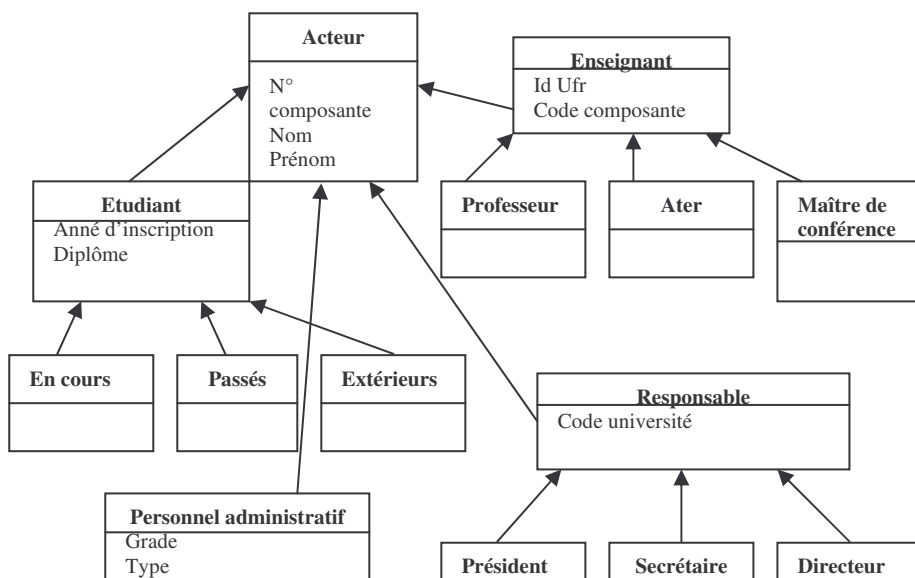 Acteur
N°
composante
Nom
Prénom
Enseignant
Id Ufr
Code composante
Etudiant
Anné d'inscription
Diplôme
Professeur
Ater
Maître de
conférence
En cours
Passés
Extérieurs
Responsable
Code université
Personnel administratif
Grade
Type
Président
Secrétaire
Directeur